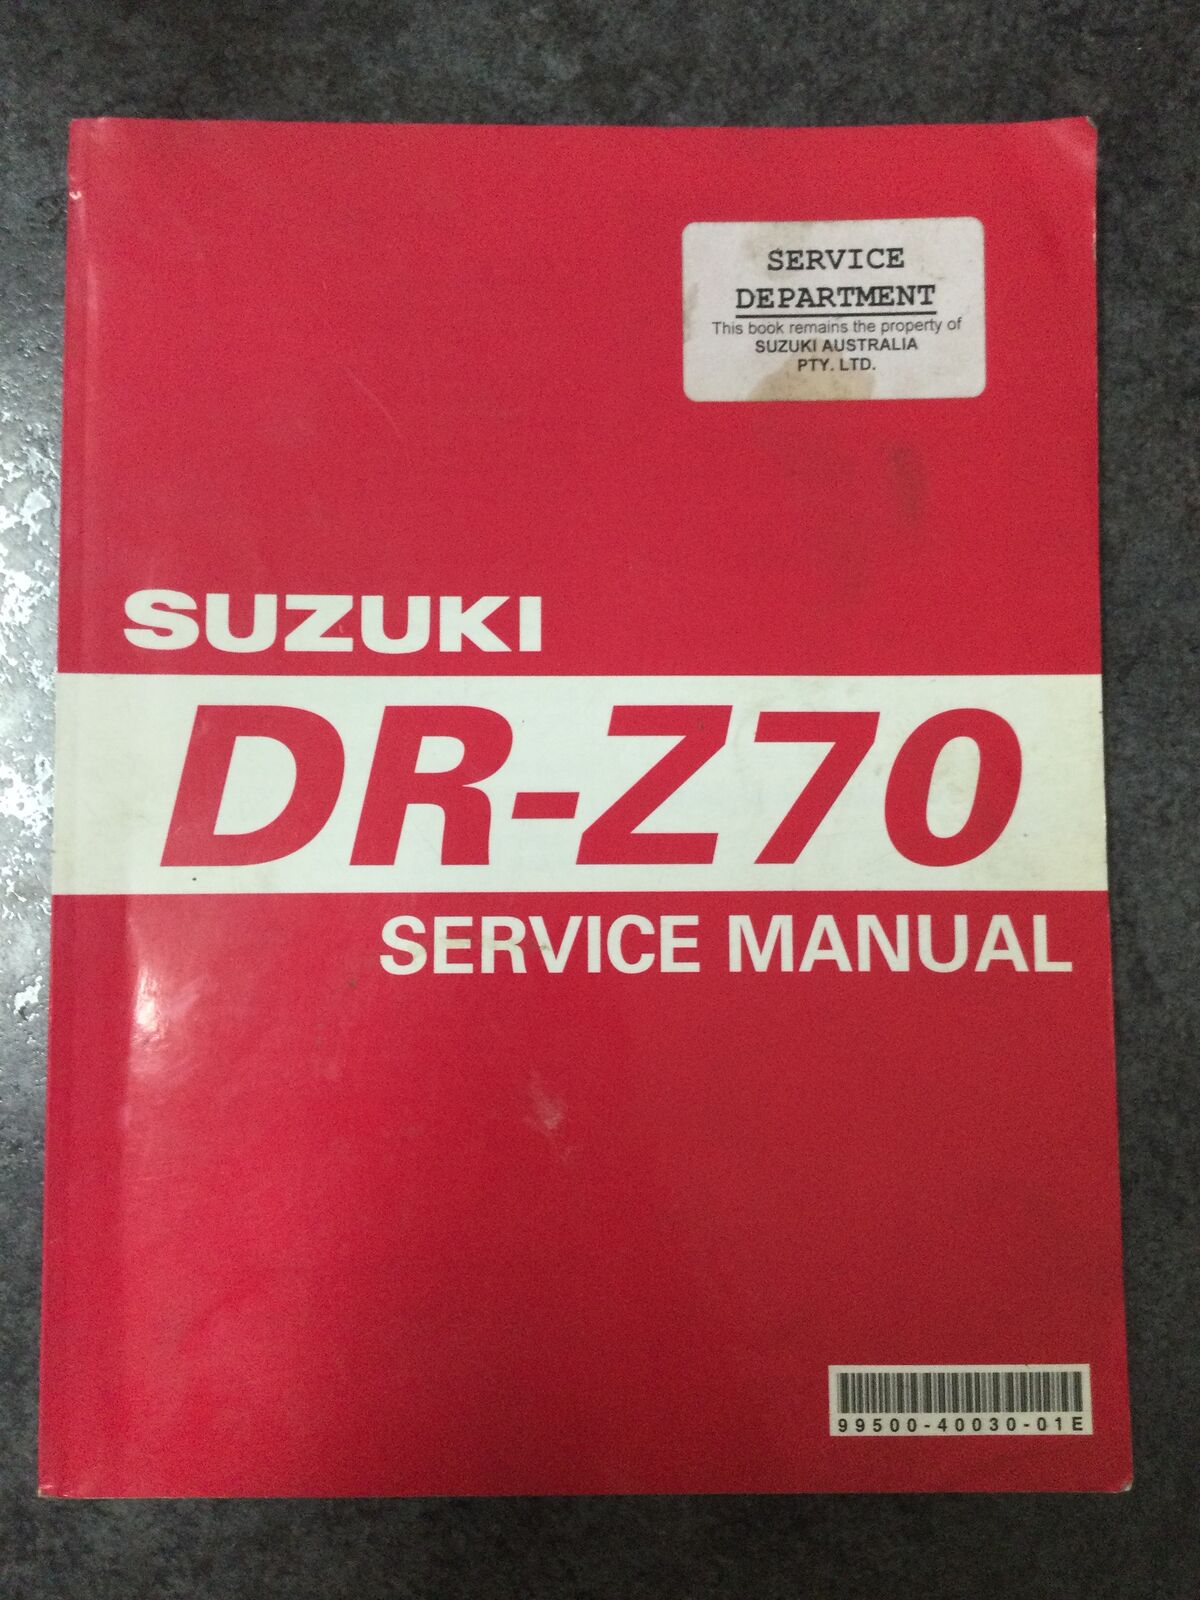 SERVICE
DEPARTMENT
This book remains the property of
SUZUKI AUSTRALIA
PTY. LTD.
SUZUKI
DR-Z70
SERVICE MANUAL
99500-40030-01E